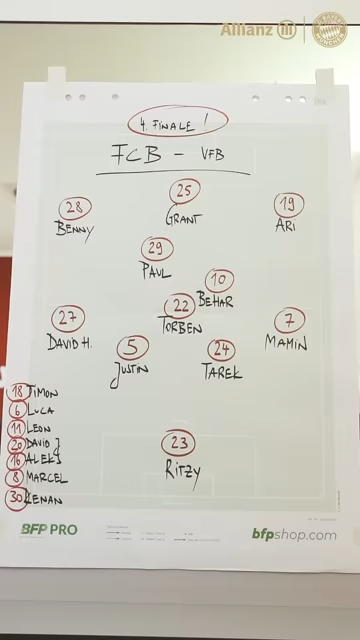 Allianz
4. FINALE !
FCB - VFB
25
28
19
GRANT
BENNY
ARI
29
PAUL
10
BEHAR
22
27
7
TORBEN
DAVID H.
MAMIN
5
24
JUSTIN
TAREK
18 TIMON
6 LUCA
11 LEON
20 DAVID J
16 ALEKS
8 MARCEL
30 KENAN
23
RITZY
BFP PRO
bfpshop.com